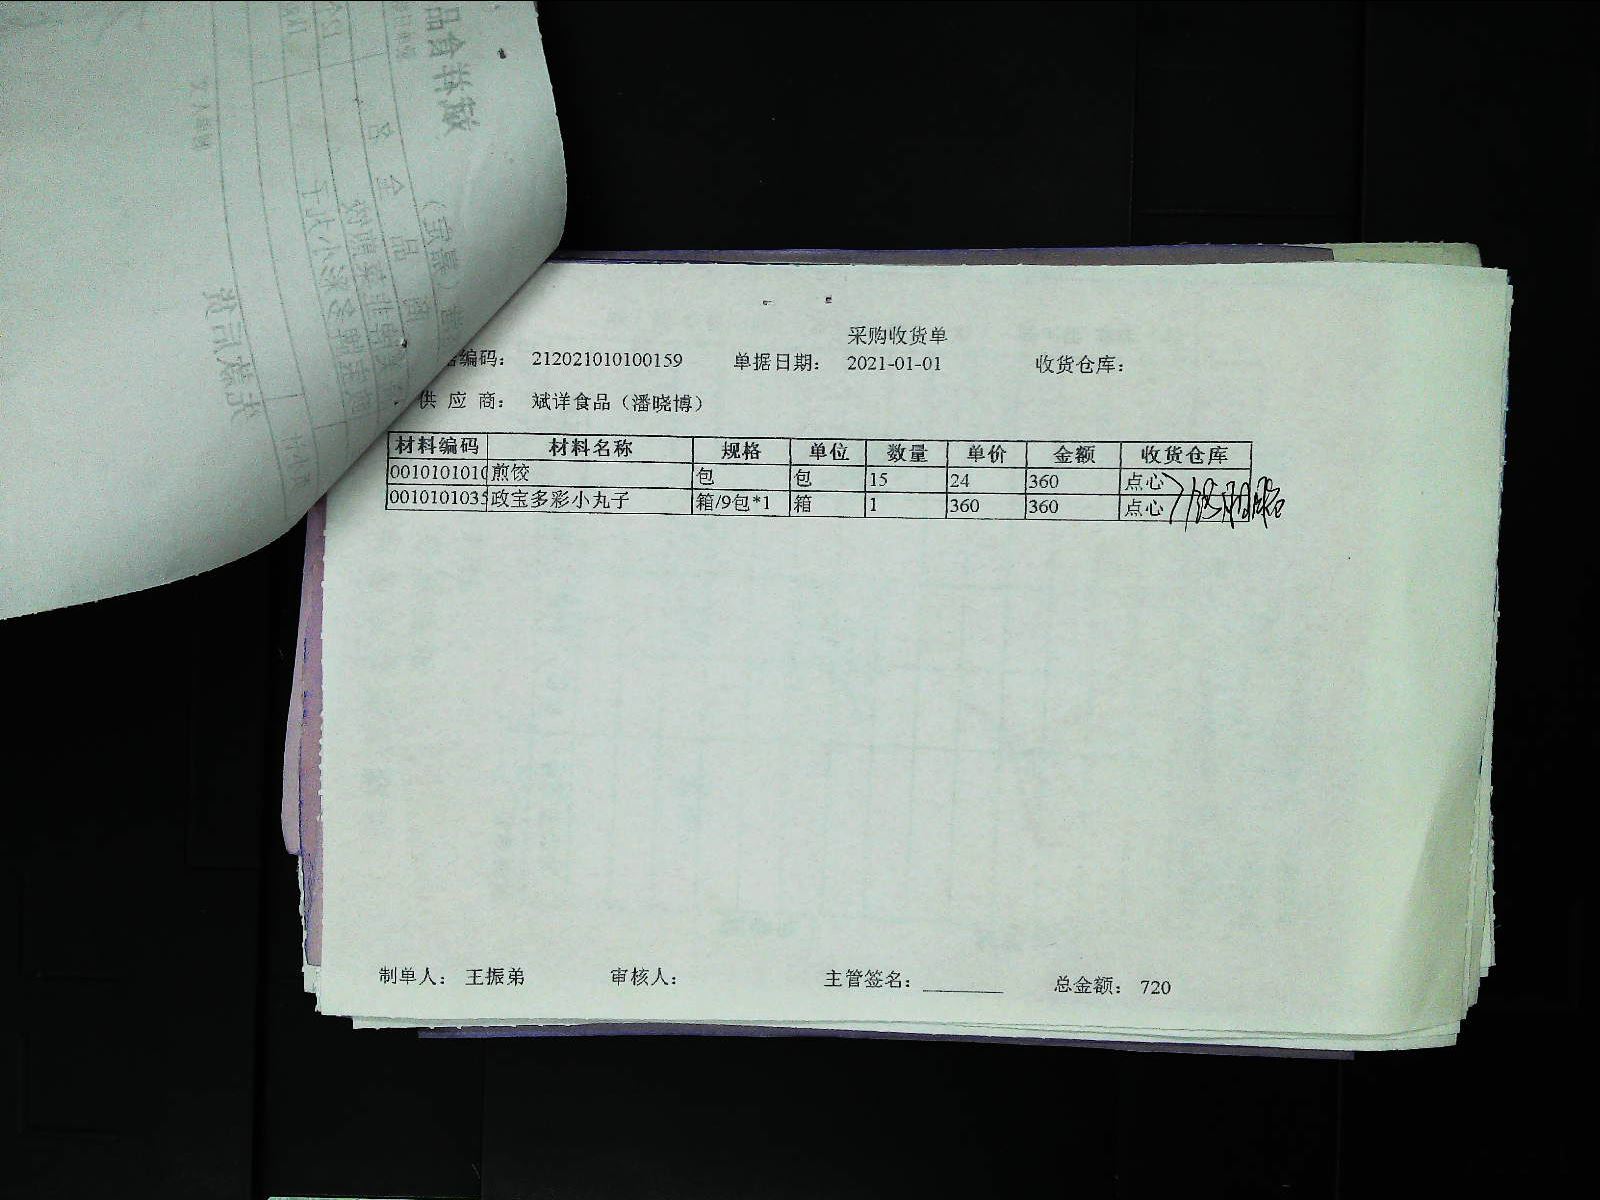 采购收货单
编码： 212021010100159 单据日期： 2021-01-01 收货仓库：
供 应 商： 斌详食品（潘晓博）
材料编码 材料名称 规格 单位 数量 单价 金额 收货仓库
0010101010 煎饺 包 包 15 24 360 点心
0010101035 政宝多彩小丸子 箱/9包*1 箱 1 360 360 点心
制单人： 王振弟 审核人： 主管签名： 总金额： 720